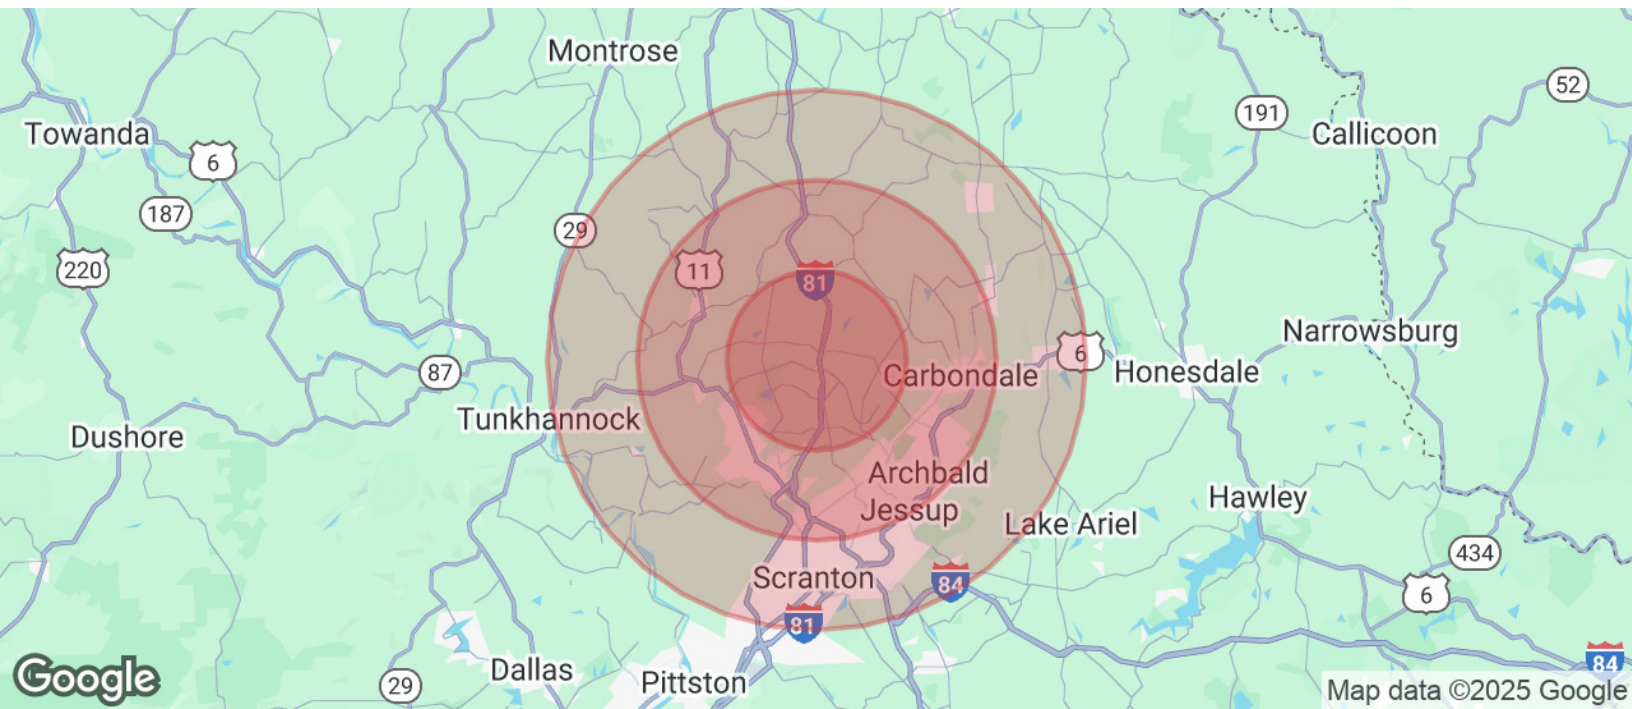 Montrose
52
191
Towanda
Callicoon
6
187
29
220
11
81
Narrowsburg
6
87
Carbondale
Honesdale
Tunkhannock
Dushore
Archbald
Hawley
Jessup
Lake Ariel
434
Scranton
84
6
81
84
Dallas
Google
Pittston
29
Map data ©2025 Google